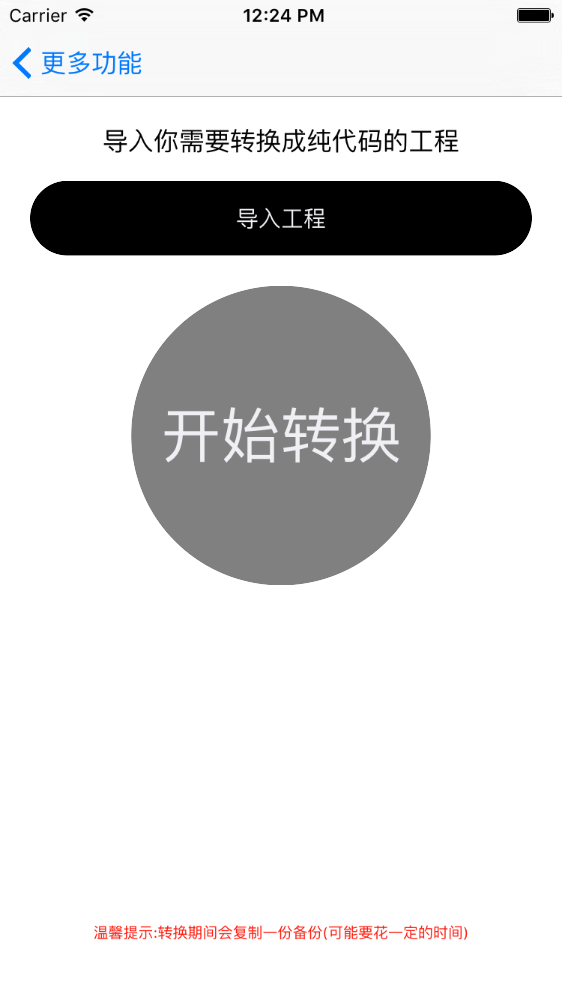 Carrier 12:24 PM
更多功能
导入你需要转换成纯代码的工程
导入工程
开始转换
温馨提示:转换期间会复制一份备份(可能要花一定的时间)